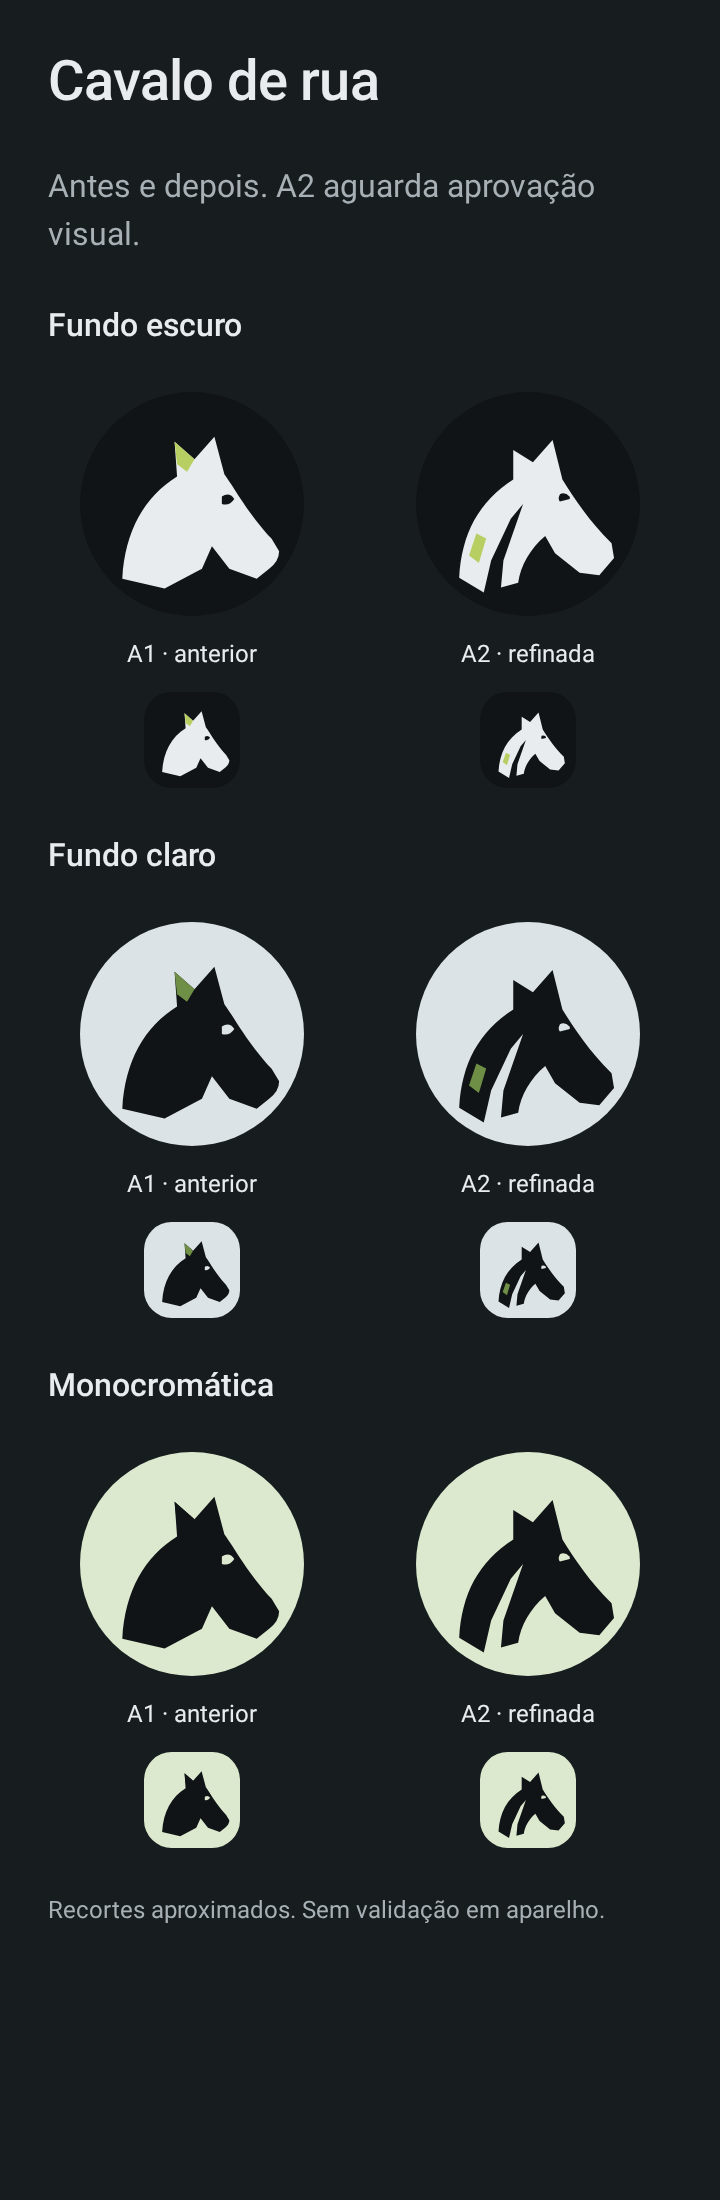 Cavalo de rua
Antes e depois. A2 aguarda aprovação
visual.
Fundo escuro
A1 · anterior
A2 · refinada
Fundo claro
A1 · anterior
A2 · refinada
Monocromática
A1 · anterior
A2 · refinada
Recortes aproximados. Sem validação em aparelho.